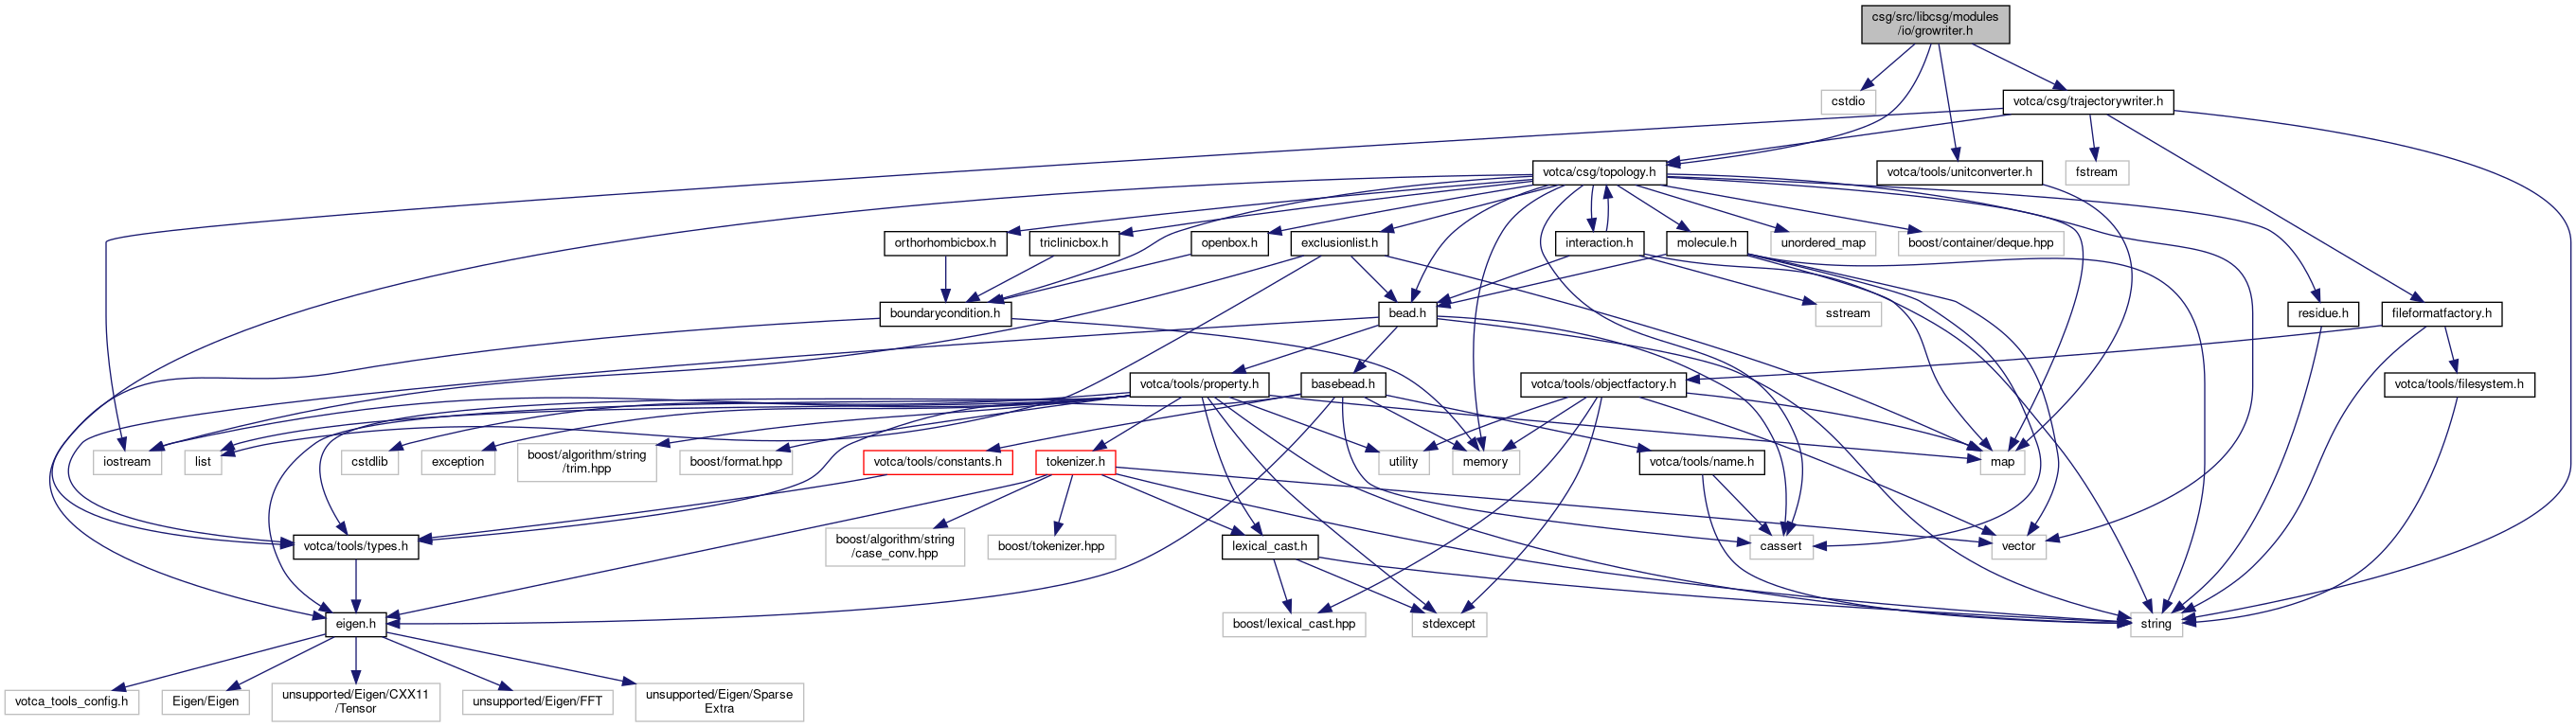 csg/src/libcsg/modules
/io/growriter.h
cstdio
votca/csg/trajectorywriter.h
votca/csg/topology.h
votca/tools/unitconverter.h
fstream
orthorhombicbox.h
triclinicbox.h
openbox.h
exclusionlist.h
interaction.h
molecule.h
unordered_map
boost/container/deque.hpp
boundarycondition.h
bead.h
sstream
residue.h
fileformatfactory.h
votca/tools/property.h
basebead.h
votca/tools/objectfactory.h
votca/tools/filesystem.h
iostream
list
cstdlib
exception
boost/algorithm/string
/trim.hpp
boost/format.hpp
votca/tools/constants.h
tokenizer.h
utility
memory
votca/tools/name.h
map
votca/tools/types.h
boost/algorithm/string
/case_conv.hpp
boost/tokenizer.hpp
lexical_cast.h
cassert
vector
eigen.h
boost/lexical_cast.hpp
stdexcept
string
votca_tools_config.h
Eigen/Eigen
unsupported/Eigen/CXX11
/Tensor
unsupported/Eigen/FFT
unsupported/Eigen/Sparse
Extra